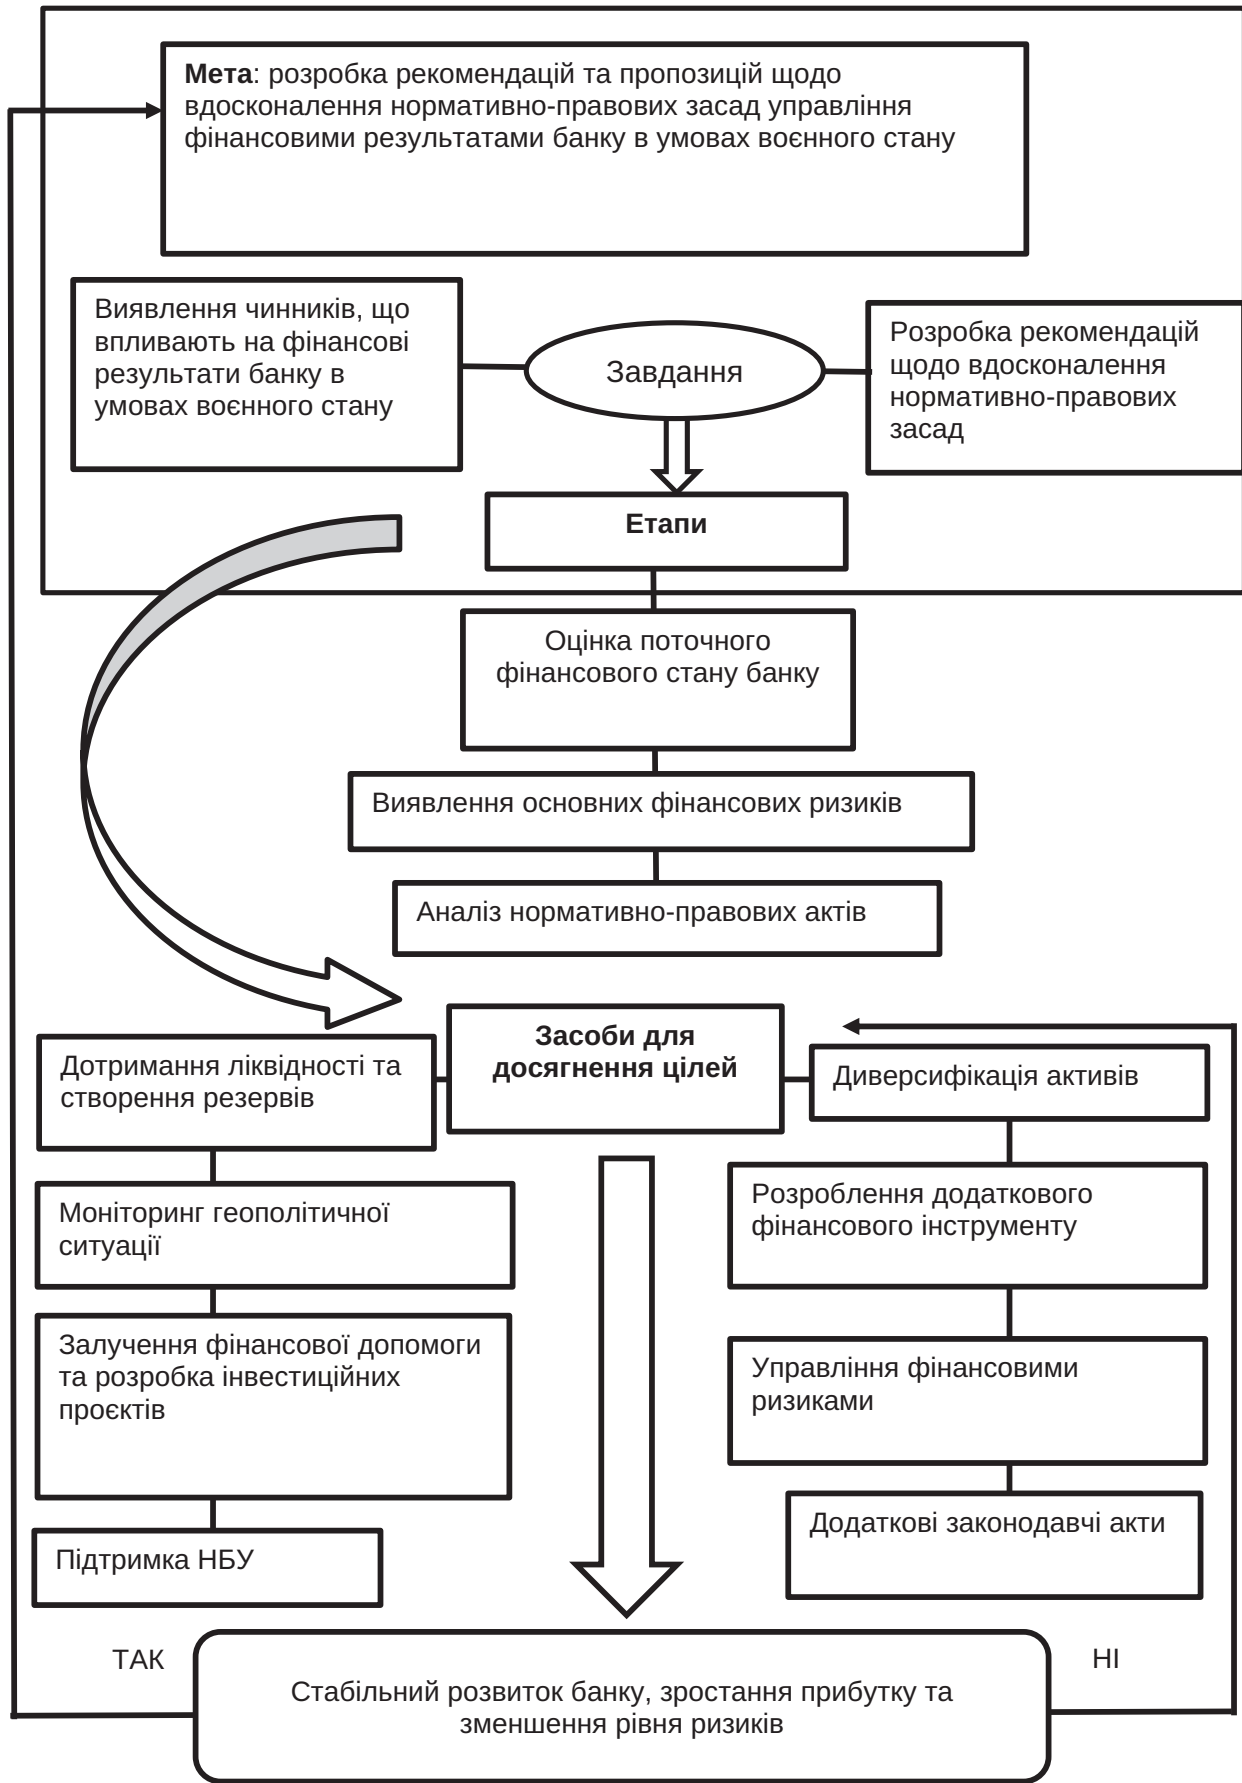 Мета: розробка рекомендацій та пропозицій щодо
вдосконалення нормативно-правових засад управління
фінансовими результатами банку в умовах воєнного стану
Виявлення чинників, що
впливають на фінансові
результати банку в
умовах воєнного стану
Завдання
Розробка рекомендацій
щодо вдосконалення
нормативно-правових
засад
Етапи
Оцінка поточного
фінансового стану банку
Виявлення основних фінансових ризиків
Аналіз нормативно-правових актів
Засоби для
досягнення цілей
Дотримання ліквідності та
створення резервів
Моніторинг геополітичної
ситуації
Залучення фінансової допомоги
та розробка інвестиційних
проєктів
Підтримка НБУ
Диверсифікація активів
Розроблення додаткового
фінансового інструменту
Управління фінансовими
ризиками
Додаткові законодавчі акти
ТАК
НІ
Стабільний розвиток банку, зростання прибутку та
зменшення рівня ризиків